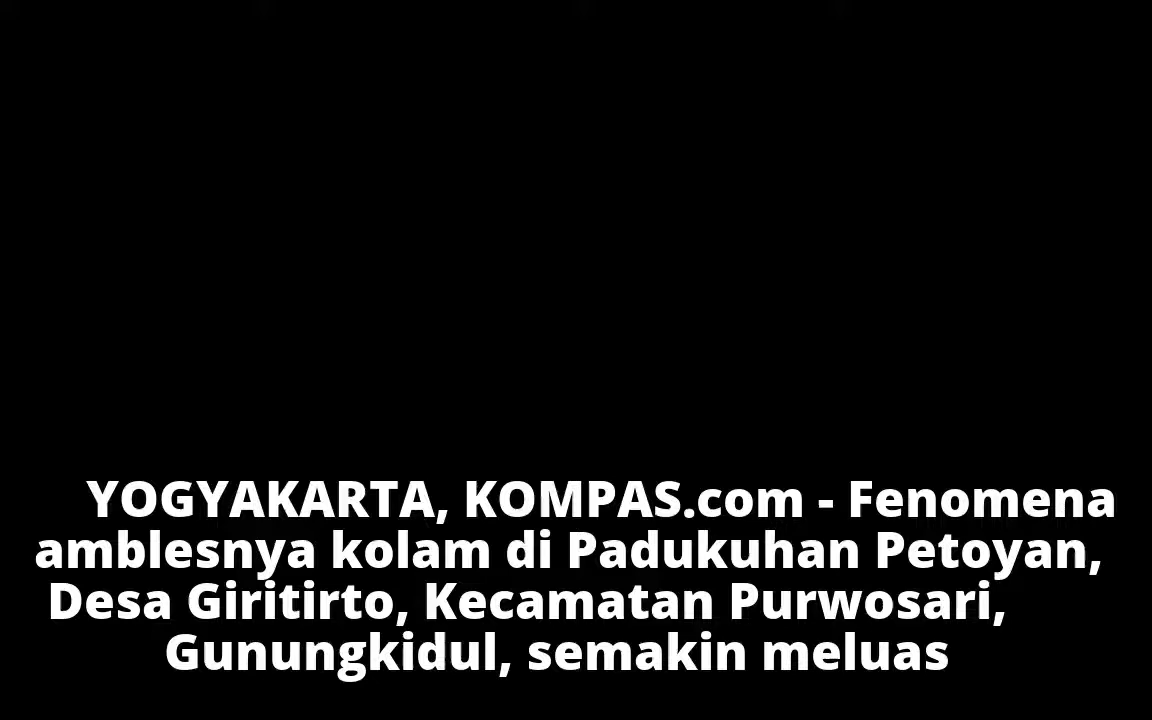 YOGYAKARTA, KOMPAS.com - Fenomena
amblesnya kolam di Padukuhan Petoyan,
Desa Giritirto, Kecamatan Purwosari,
Gunungkidul, semakin meluas